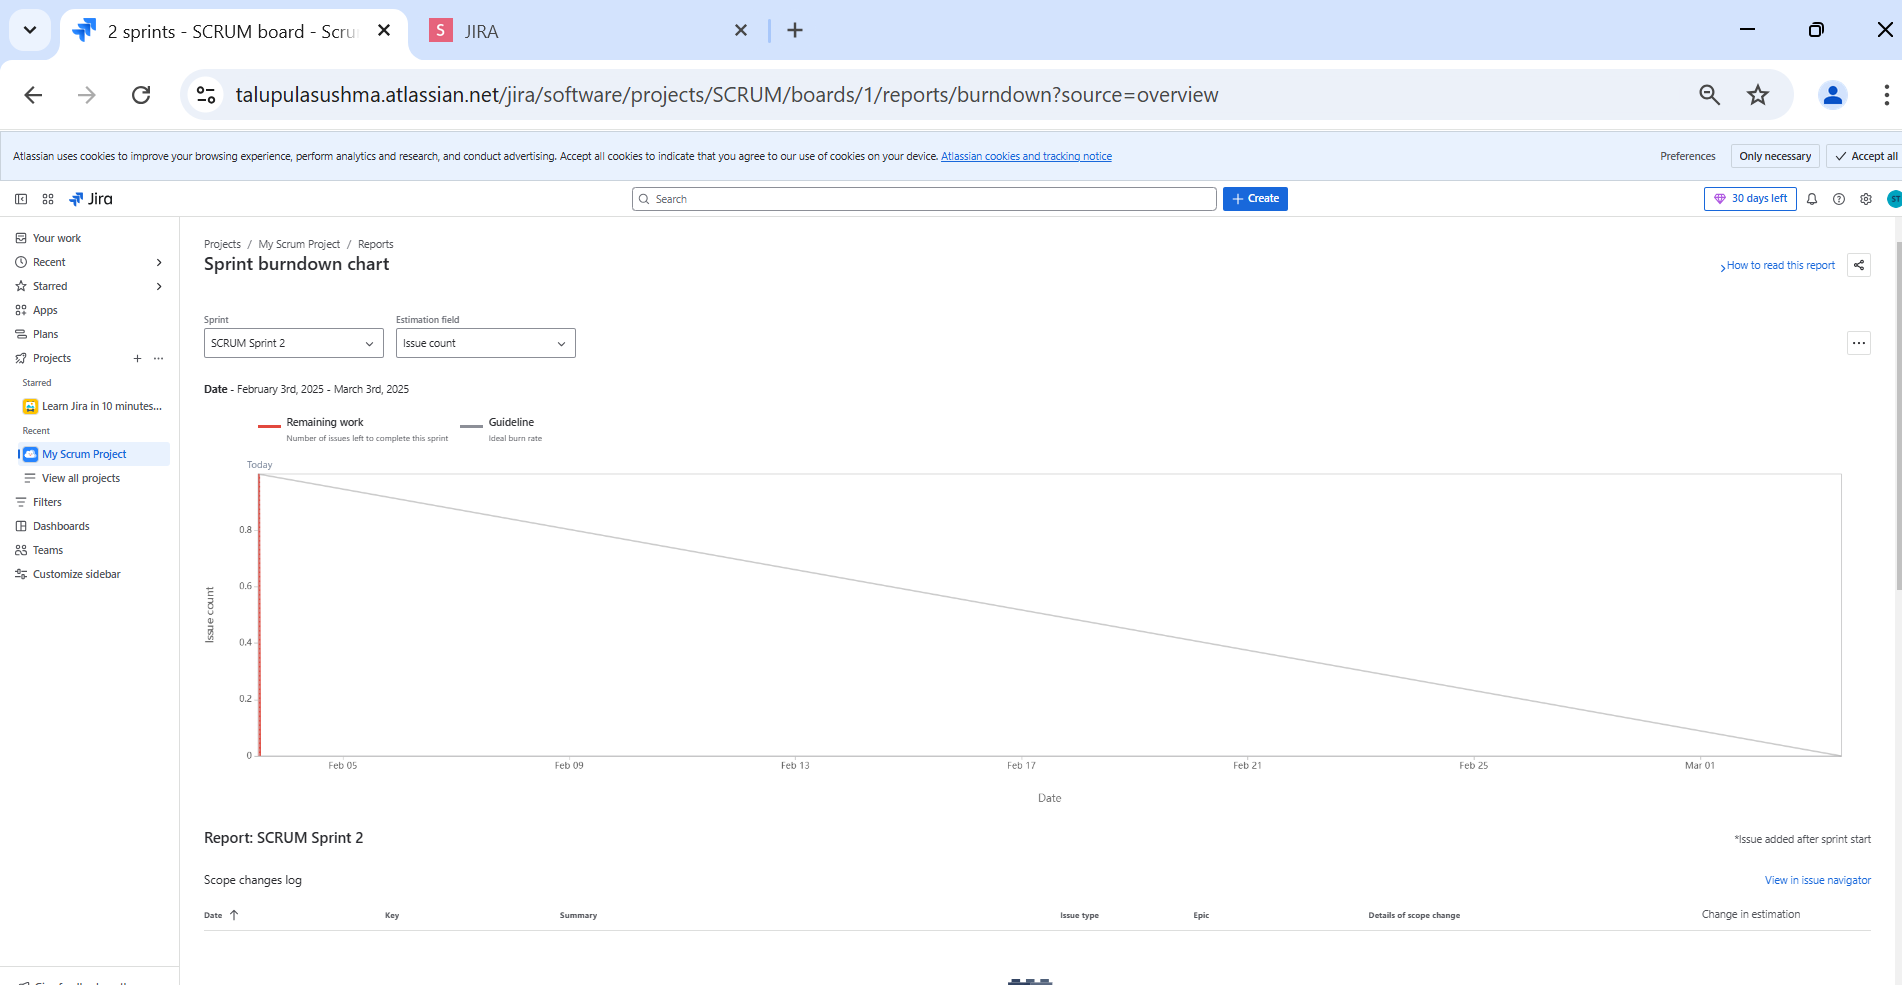 2 sprints - SCRUM board - Scru
S JIRA
talupulasushma.atlassian.net/jira/software/projects/SCRUM/boards/1/reports/burndown?source=overview
Atlassian uses cookies to improve your browsing experience, perform analytics and research, and conduct advertising. Accept all cookies to indicate that you agree to our use of cookies on your device. Atlassian cookies and tracking notice
Preferences
Only necessary
Accept all
Jira
Search
Create
30 days left
ST
Your work
Recent
Starred
Apps
Plans
Projects
Starred
Learn Jira in 10 minutes...
Recent
My Scrum Project
View all projects
Filters
Dashboards
Teams
Customize sidebar
Projects / My Scrum Project / Reports
Sprint burndown chart
How to read this report
Sprint
SCRUM Sprint 2
Estimation field
Issue count
Date - February 3rd, 2025 - March 3rd, 2025
Remaining work
Number of issues left to complete this sprint
Guideline
Ideal burn rate
Today
0.8
0.6
0.4
0.2
0
Issue count
Feb 05 Feb 09 Feb 13 Feb 17 Feb 21 Feb 25 Mar 01
Date
Report: SCRUM Sprint 2
*Issue added after sprint start
Scope changes log
View in issue navigator
Date Key Summary Issue type Epic Details of scope change Change in estimation